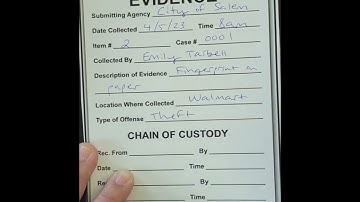 EVIDENCE
Submitting Agency City of Salem
Date Collected 4/5/23 Time 8am
Item # 2 Case # 0001
Collected By Emily Tarbell
Description of Evidence Fingerprint on
paper
Location Where Collected Walmart
Type of Offense Theft
CHAIN OF CUSTODY
Rec. From By
Date Time
Re By
Time